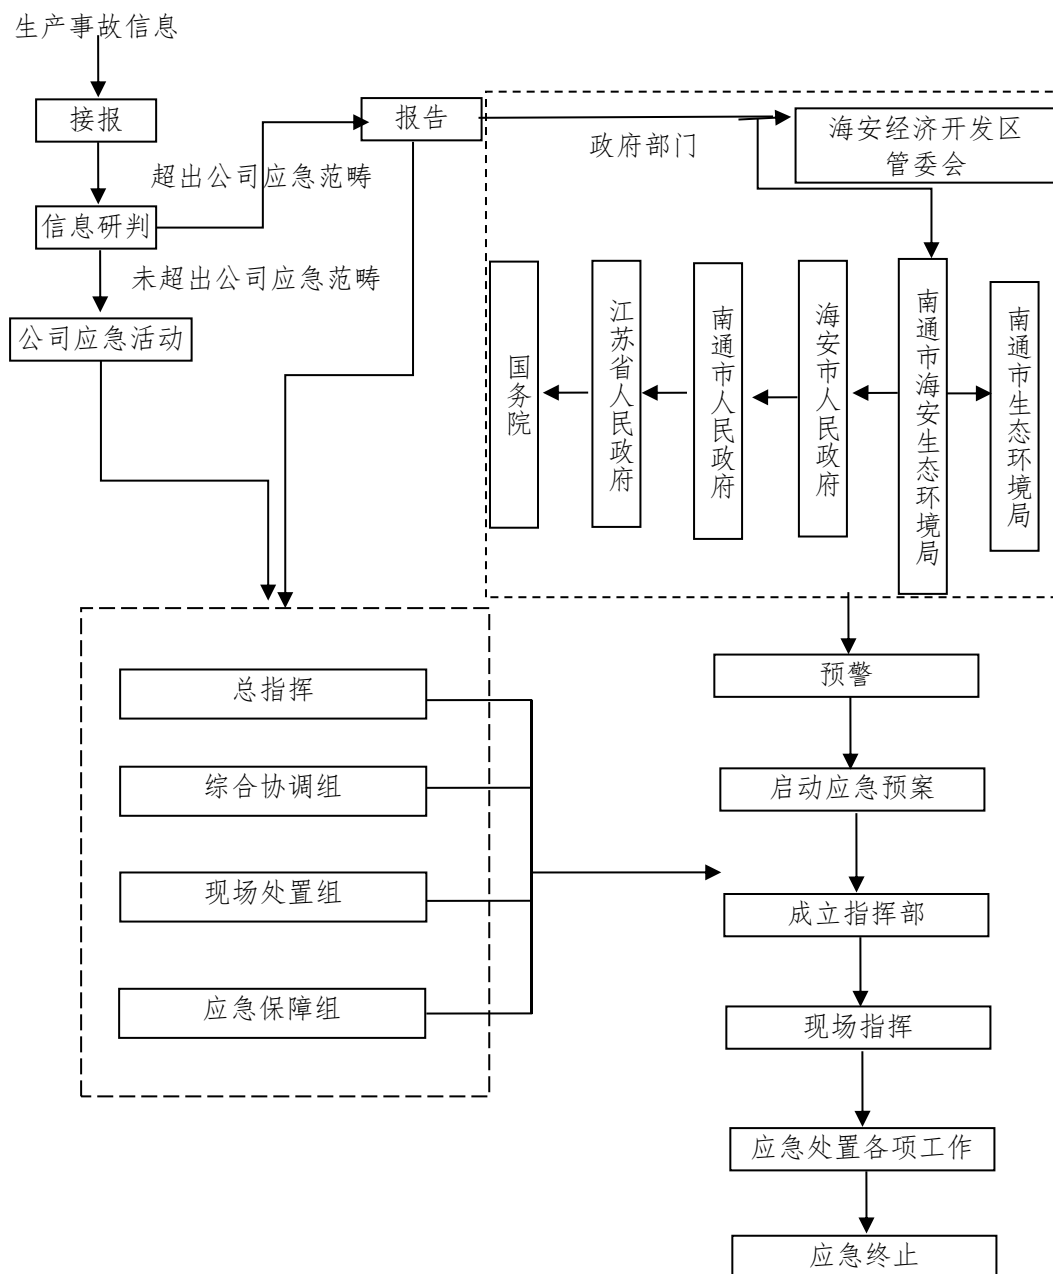 生产事故信息
接报
报告
海安经济开发区
管委会
政府部门
超出公司应急范畴
信息研判
未超出公司应急范畴
公司应急活动
国务院
江苏省人民政府
南通市人民政府
海安市人民政府
南通市海安生态环境局
南通市生态环境局
总指挥
综合协调组
现场处置组
应急保障组
预警
启动应急预案
成立指挥部
现场指挥
应急处置各项工作
应急终止